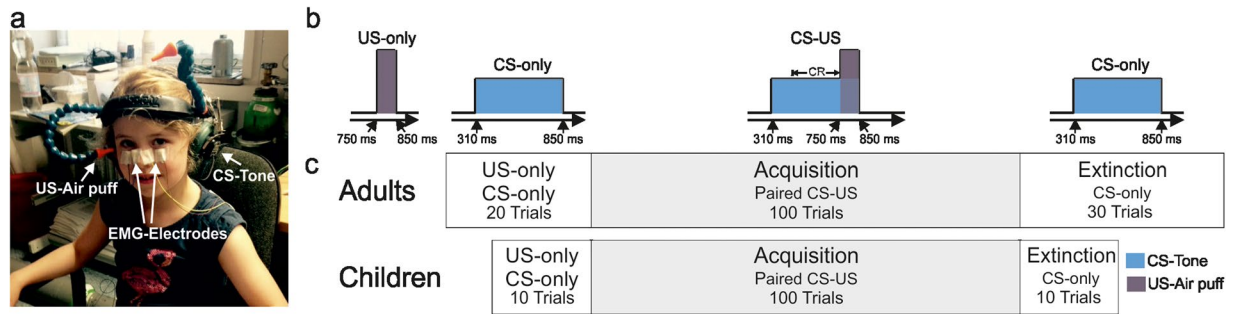 a
US-Air puff
CS-Tone
EMG-Electrodes
b
US-only
750 ms
850 ms
CS-only
310 ms
850 ms
CS-US
CR
310 ms
750 ms
850 ms
CS-only
310 ms
850 ms
c
Adults
US-only
CS-only
20 Trials
Acquisition
Paired CS-US
100 Trials
Extinction
CS-only
30 Trials
Children
US-only
CS-only
10 Trials
Acquisition
Paired CS-US
100 Trials
Extinction
CS-only
10 Trials
CS-Tone
US-Air puff